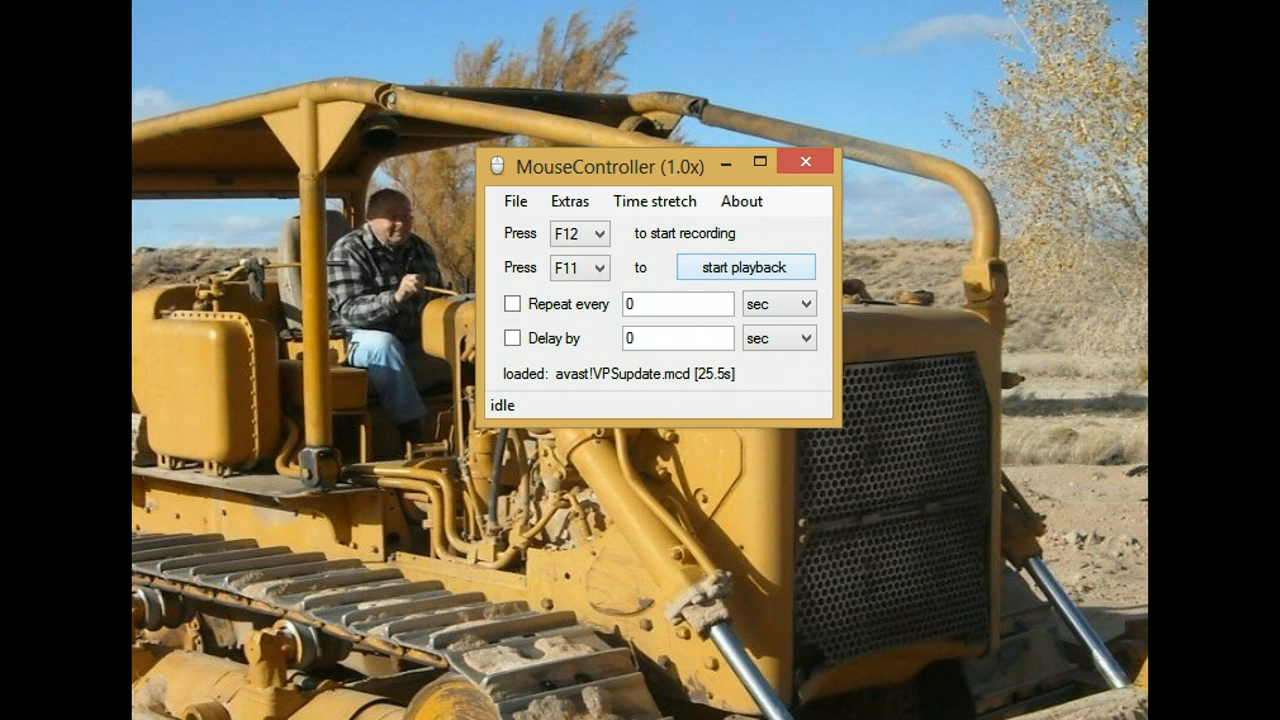 MouseController (1.0x)
File Extras Time stretch About
Press F12 to start recording
Press F11 to start playback
Repeat every 0 sec
Delay by 0 sec
loaded: avast!VPSupdate.mcd [25.5s]
idle